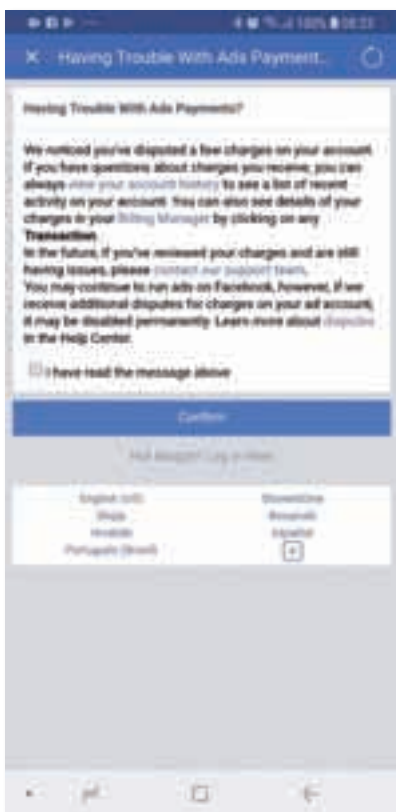 100%
Having Trouble With Ads Payment...
Having Trouble With Ads Payments?
We noticed you've disputed a few charges on your account.
If you have questions about charges you receive, you can
always view your account history to see a list of recent
activity on your account. You can also see details of your
charges in your Billing Manager by clicking on any
Transaction.
In the future, if you've reviewed your charges and are still
having issues, please contact our support team.
You may continue to run ads on Facebook, however, if we
receive additional disputes for charges on your ad account,
it may be disabled permanently. Learn more about disputes
in the Help Center.
I have read the message above
Confirm
English (US)
Shqip
Español
Português (Brasil)